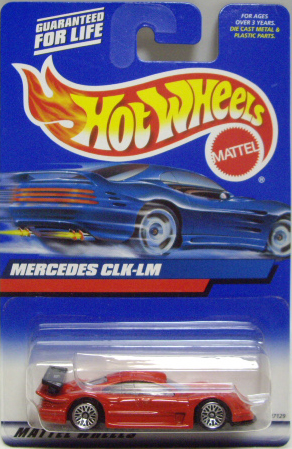 GUARANTEED
FOR LIFE
FOR AGES
OVER 3 YEARS.
DIE CAST METAL &
PLASTIC PARTS.
HOT WHEELS
MATTEL
®
MERCEDES CLK-LM
MATTEL WHEELS